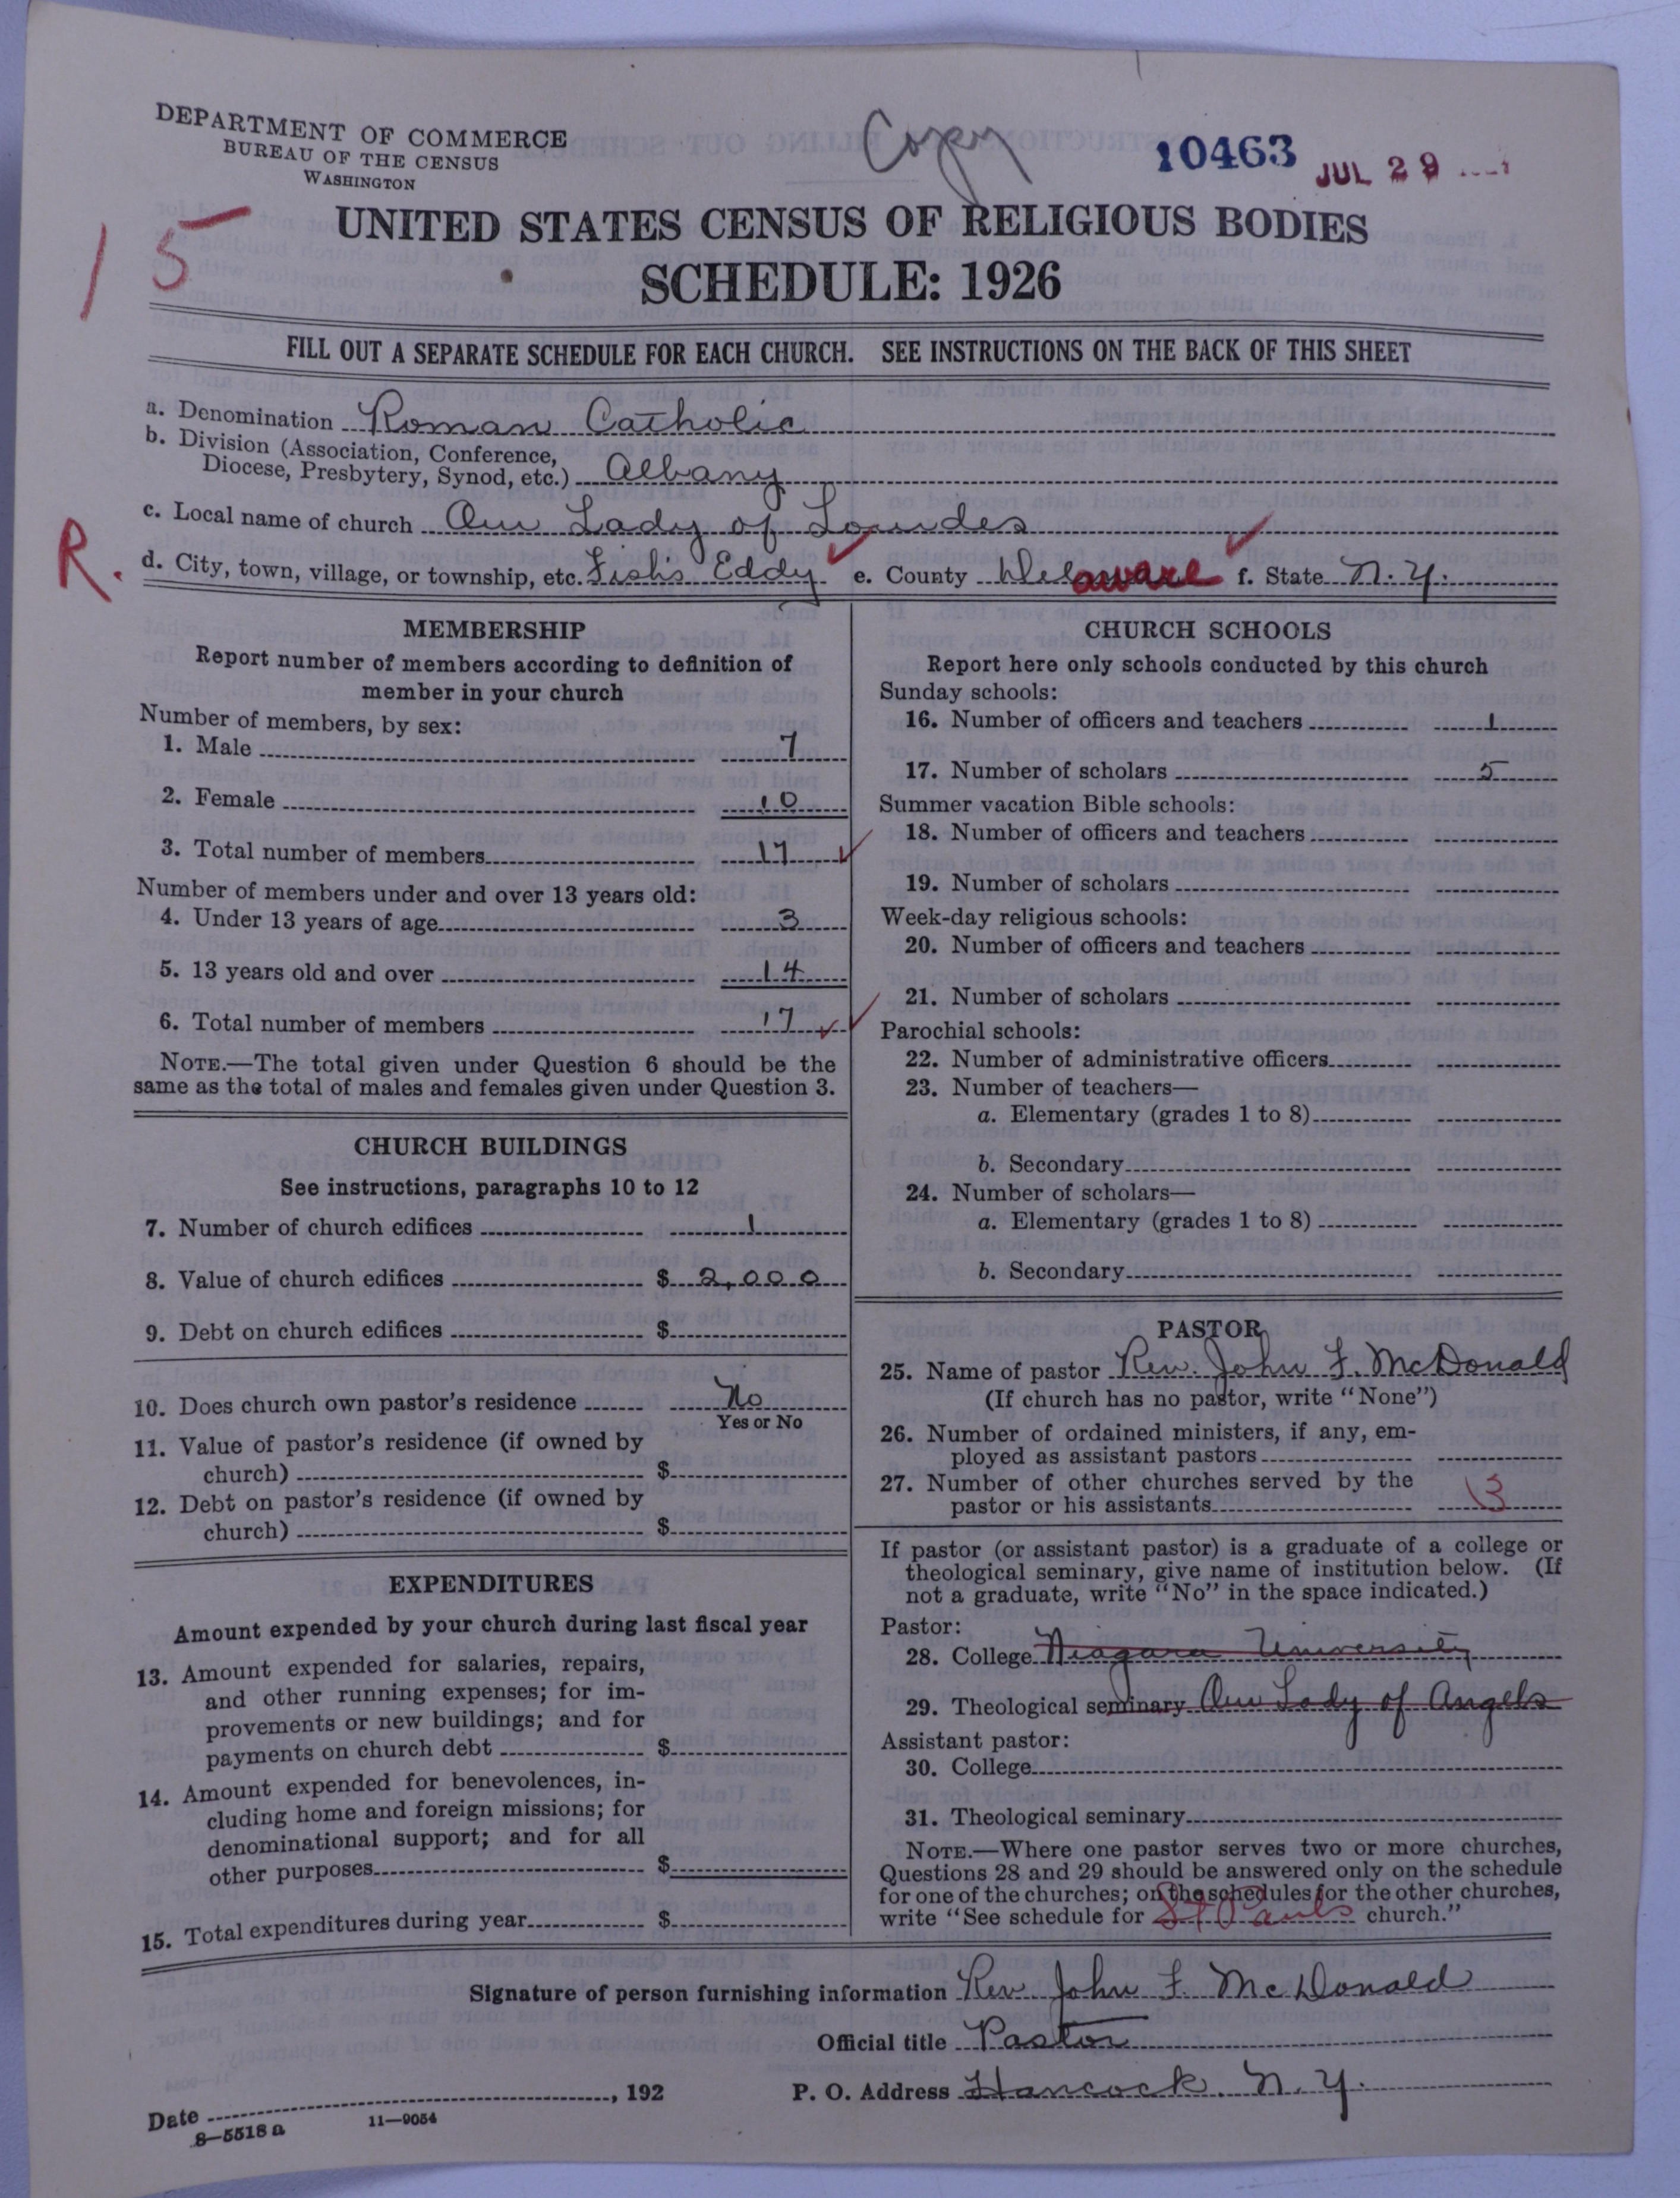 DEPARTMENT OF COMMERCE
BUREAU OF THE CENSUS
WASHINGTON
Copy
10463
JUL 29
15
UNITED STATES CENSUS OF RELIGIOUS BODIES
SCHEDULE: 1926
FILL OUT A SEPARATE SCHEDULE FOR EACH CHURCH. SEE INSTRUCTIONS ON THE BACK OF THIS SHEET
a. Denomination Roman Catholic
b. Division (Association, Conference,
Diocese, Presbytery, Synod, etc.) Albany
c. Local name of church Our Lady of Lourdes
R.
d. City, town, village, or township, etc. Fish's Eddy e. County Delaware f. State N. Y.
MEMBERSHIP
Report number of members according to definition of
member in your church
Number of members, by sex:
1. Male 7
2. Female 10
3. Total number of members 17
Number of members under and over 13 years old:
4. Under 13 years of age 3
5. 13 years old and over 14
6. Total number of members 17
NOTE.—The total given under Question 6 should be the
same as the total of males and females given under Question 3.
CHURCH BUILDINGS
See instructions, paragraphs 10 to 12
7. Number of church edifices 1
8. Value of church edifices $ 2,000
9. Debt on church edifices $
10. Does church own pastor's residence No
Yes or No
11. Value of pastor's residence (if owned by
church) $
12. Debt on pastor's residence (if owned by
church) $
EXPENDITURES
Amount expended by your church during last fiscal year
13. Amount expended for salaries, repairs,
and other running expenses; for im-
provements or new buildings; and for
payments on church debt $
14. Amount expended for benevolences, in-
cluding home and foreign missions; for
denominational support; and for all
other purposes $
15. Total expenditures during year $
CHURCH SCHOOLS
Report here only schools conducted by this church
Sunday schools:
16. Number of officers and teachers 1
17. Number of scholars 5
Summer vacation Bible schools:
18. Number of officers and teachers
19. Number of scholars
Week-day religious schools:
20. Number of officers and teachers
21. Number of scholars
Parochial schools:
22. Number of administrative officers
23. Number of teachers—
a. Elementary (grades 1 to 8)
b. Secondary
24. Number of scholars—
a. Elementary (grades 1 to 8)
b. Secondary
PASTOR
25. Name of pastor Rev. John F. McDonald
(If church has no pastor, write "None")
26. Number of ordained ministers, if any, em-
ployed as assistant pastors
27. Number of other churches served by the
pastor or his assistants 3
If pastor (or assistant pastor) is a graduate of a college or
theological seminary, give name of institution below. (If
not a graduate, write "No" in the space indicated.)
Pastor:
28. College Niagara University
29. Theological seminary Our Lady of Angels
Assistant pastor:
30. College
31. Theological seminary
NOTE.—Where one pastor serves two or more churches,
Questions 28 and 29 should be answered only on the schedule
for one of the churches; on the schedules for the other churches,
write "See schedule for St Pauls church."
Signature of person furnishing information Rev. John F. McDonald
Official title Pastor
P. O. Address Hancock. N. Y.
Date , 192
8—5518 a 11—9054